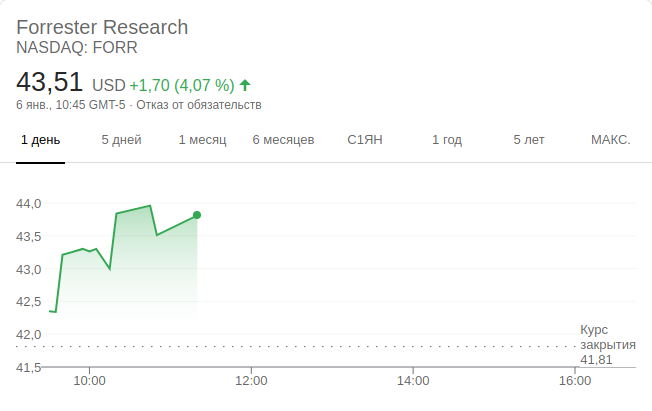 Forrester Research
NASDAQ: FORR
43,51 USD +1,70 (4,07 %)
6 янв., 10:45 GMT-5 · Отказ от обязательств
1 день 5 дней 1 месяц 6 месяцев С1ЯН 1 год 5 лет МАКС.
44,0
43,5
43,0
42,5
42,0
Курс
закрытия
41,81
41,5
10:00 12:00 14:00 16:00